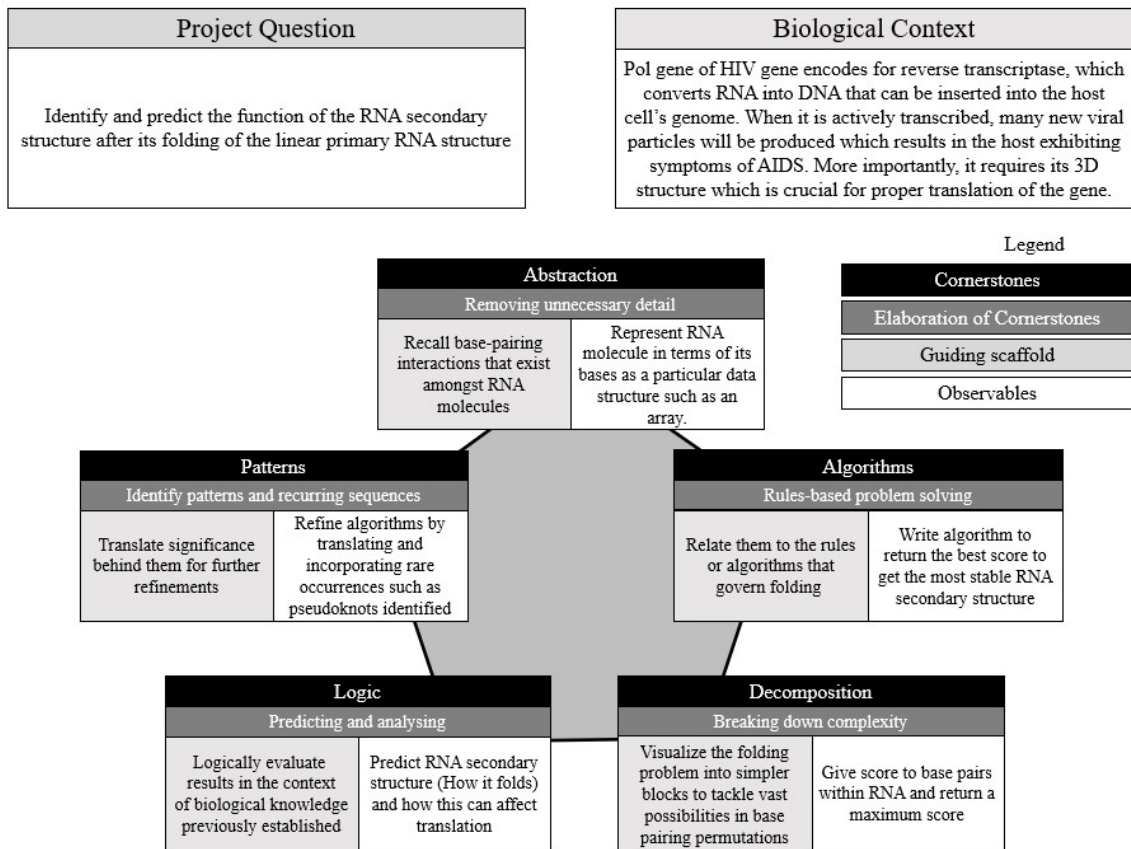 Project Question
Identify and predict the function of the RNA secondary
structure after its folding of the linear primary RNA structure
Biological Context
Pol gene of HIV gene encodes for reverse transcriptase, which
converts RNA into DNA that can be inserted into the host
cell's genome. When it is actively transcribed, many new viral
particles will be produced which results in the host exhibiting
symptoms of AIDS. More importantly, it requires its 3D
structure which is crucial for proper translation of the gene.
Legend
Cornerstones
Elaboration of Cornerstones
Guiding scaffold
Observables
Abstraction
Removing unnecessary detail
Recall base-pairing
interactions that exist
amongst RNA
molecules
Represent RNA
molecule in terms of its
bases as a particular data
structure such as an
array.
Patterns
Identify patterns and recurring sequences
Translate significance
behind them for further
refinements
Refine algorithms by
translating and
incorporating rare
occurrences such as
pseudoknots identified
Algorithms
Rules-based problem solving
Relate them to the rules
or algorithms that
govern folding
Write algorithm to
return the best score to
get the most stable RNA
secondary structure
Logic
Predicting and analysing
Logically evaluate
results in the context
of biological knowledge
previously established
Predict RNA secondary
structure (How it folds)
and how this can affect
translation
Decomposition
Breaking down complexity
Visualize the folding
problem into simpler
blocks to tackle vast
possibilities in base
pairing permutations
Give score to base pairs
within RNA and return a
maximum score